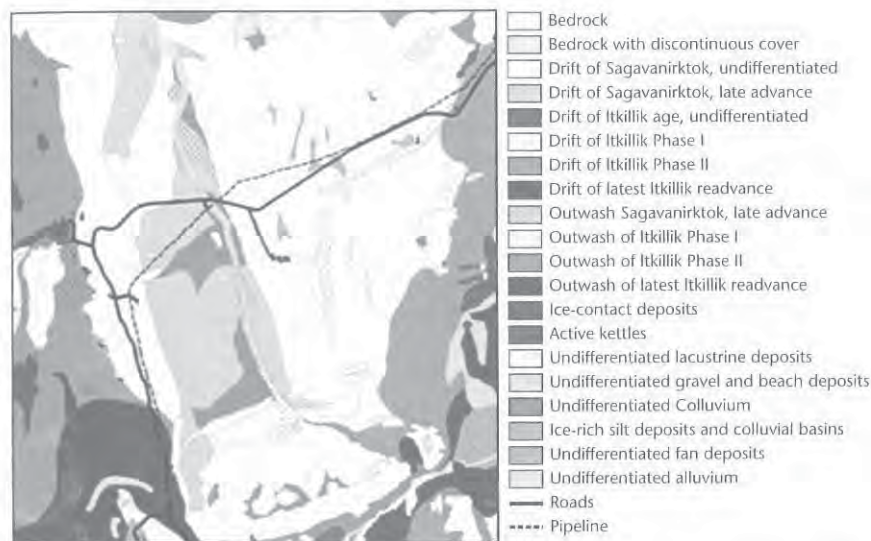 Bedrock
Bedrock with discontinuous cover
Drift of Sagavanirktok, undifferentiated
Drift of Sagavanirktok, late advance
Drift of Itkillik age, undifferentiated
Drift of Itkillik Phase I
Drift of Itkillik Phase II
Drift of latest Itkillik readvance
Outwash Sagavanirktok, late advance
Outwash of Itkillik Phase I
Outwash of Itkillik Phase II
Outwash of latest Itkillik readvance
Ice-contact deposits
Active kettles
Undifferentiated lacustrine deposits
Undifferentiated gravel and beach deposits
Undifferentiated Colluvium
Ice-rich silt deposits and colluvial basins
Undifferentiated fan deposits
Undifferentiated alluvium
Roads
Pipeline